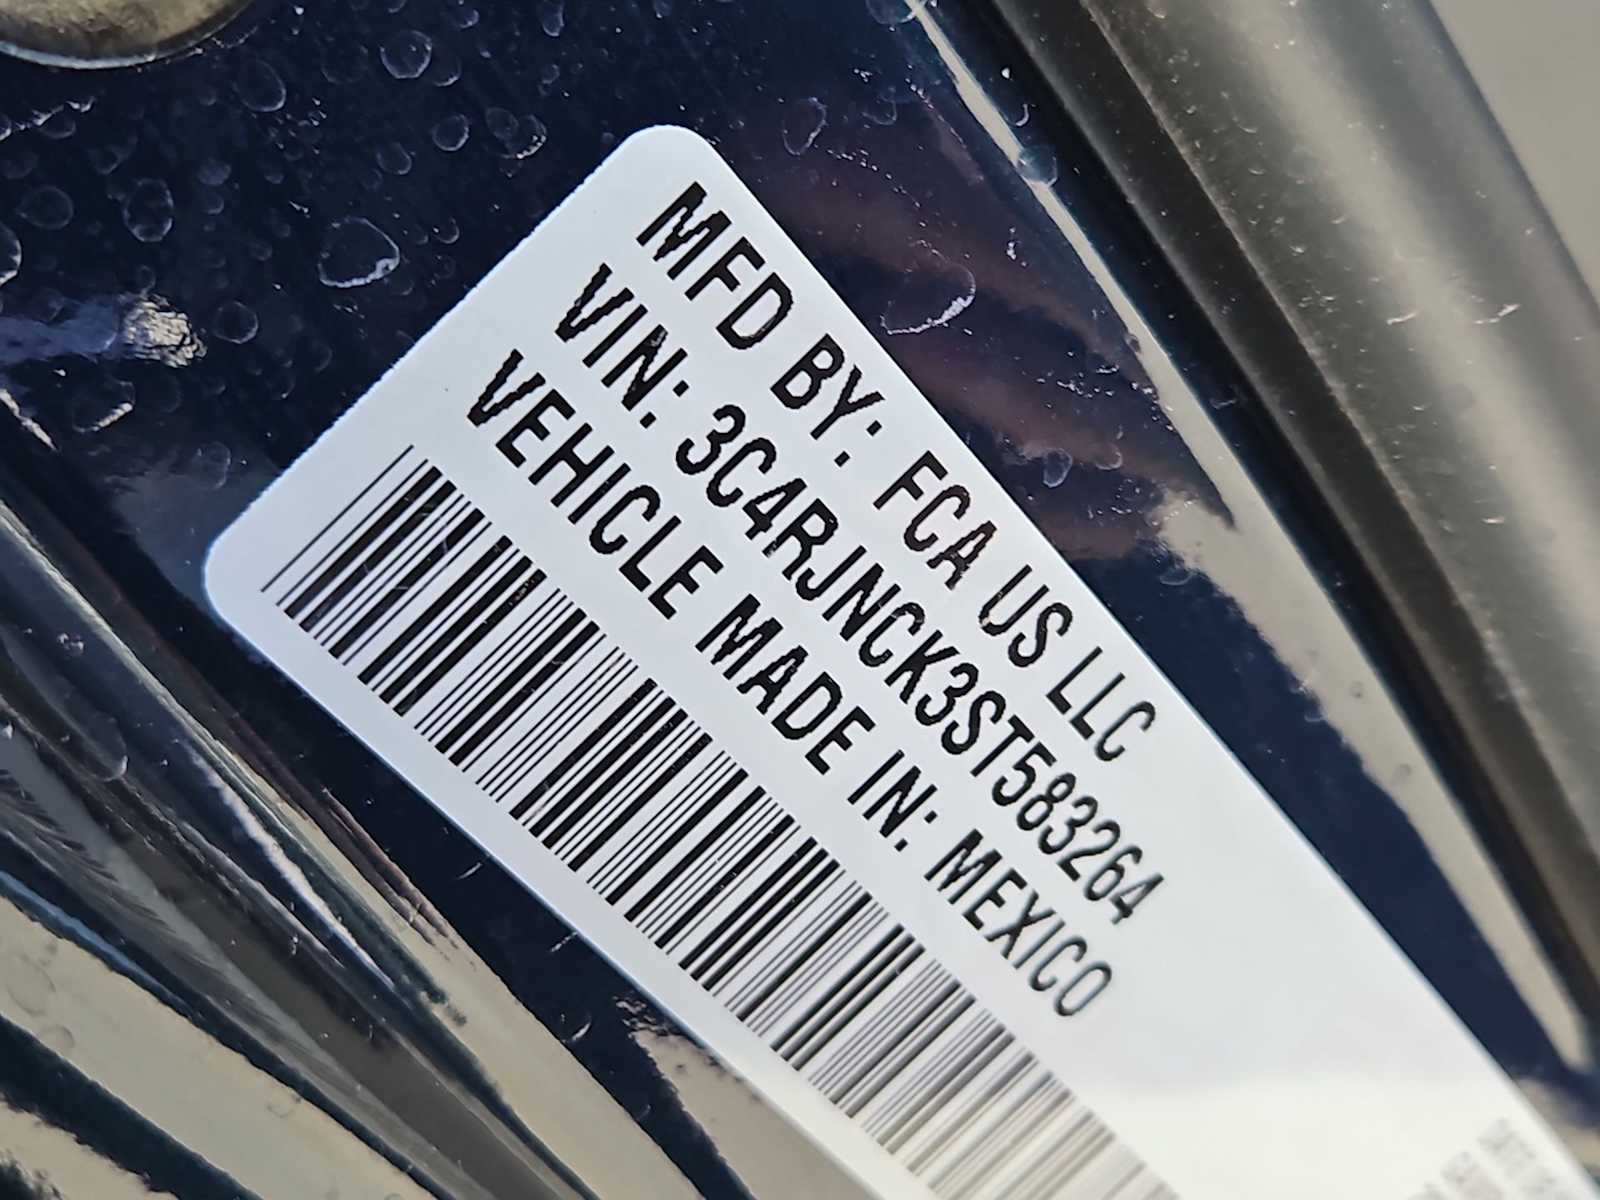 MFD BY: FCA US LLC
VIN: 3C4RJNCK3ST583264
VEHICLE MADE IN: MEXICO